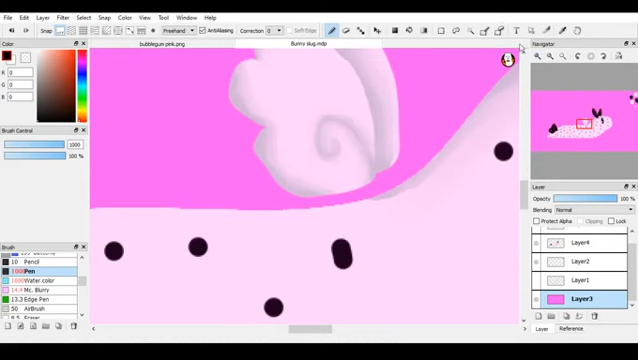 File Edit Layer Filter Select Snap Color View Tool Window Help
Snap
Freehand
AntiAliasing
Correction 0
Soft Edge
Color
bubblegum pink.png
Bunny slug.mdp
Navigator
R 0
G 0
B 0
Brush Control
1000
100 %
Layer
Opacity
100 %
Blending Normal
Protect Alpha Clipping Lock
Layer4
Layer2
Layer1
Layer3
Brush
10 Pencil
1000 Pen
1000 Water color
14.4 Mc. Blurry
13.3 Edge Pen
50 AirBrush
Layer Reference